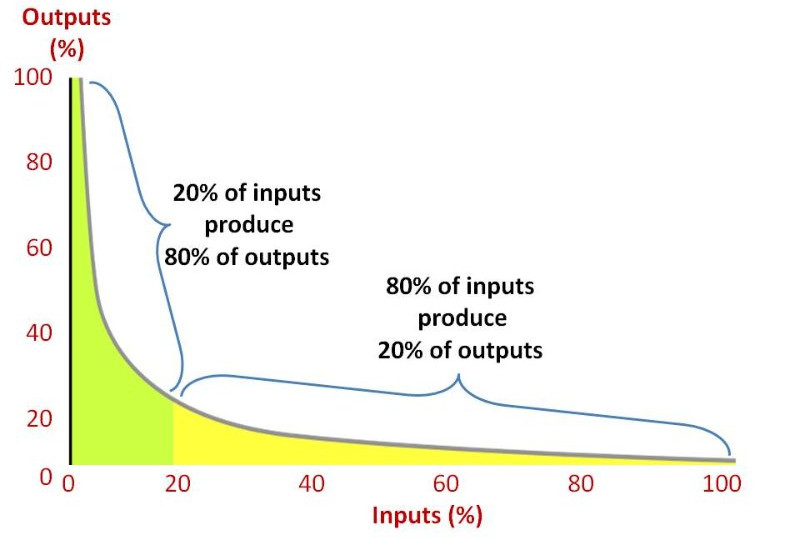 Outputs
(%)
100
80
60
40
20
0
20% of inputs
produce
80% of outputs
80% of inputs
produce
20% of outputs
0 20 40 60 80 100
Inputs (%)